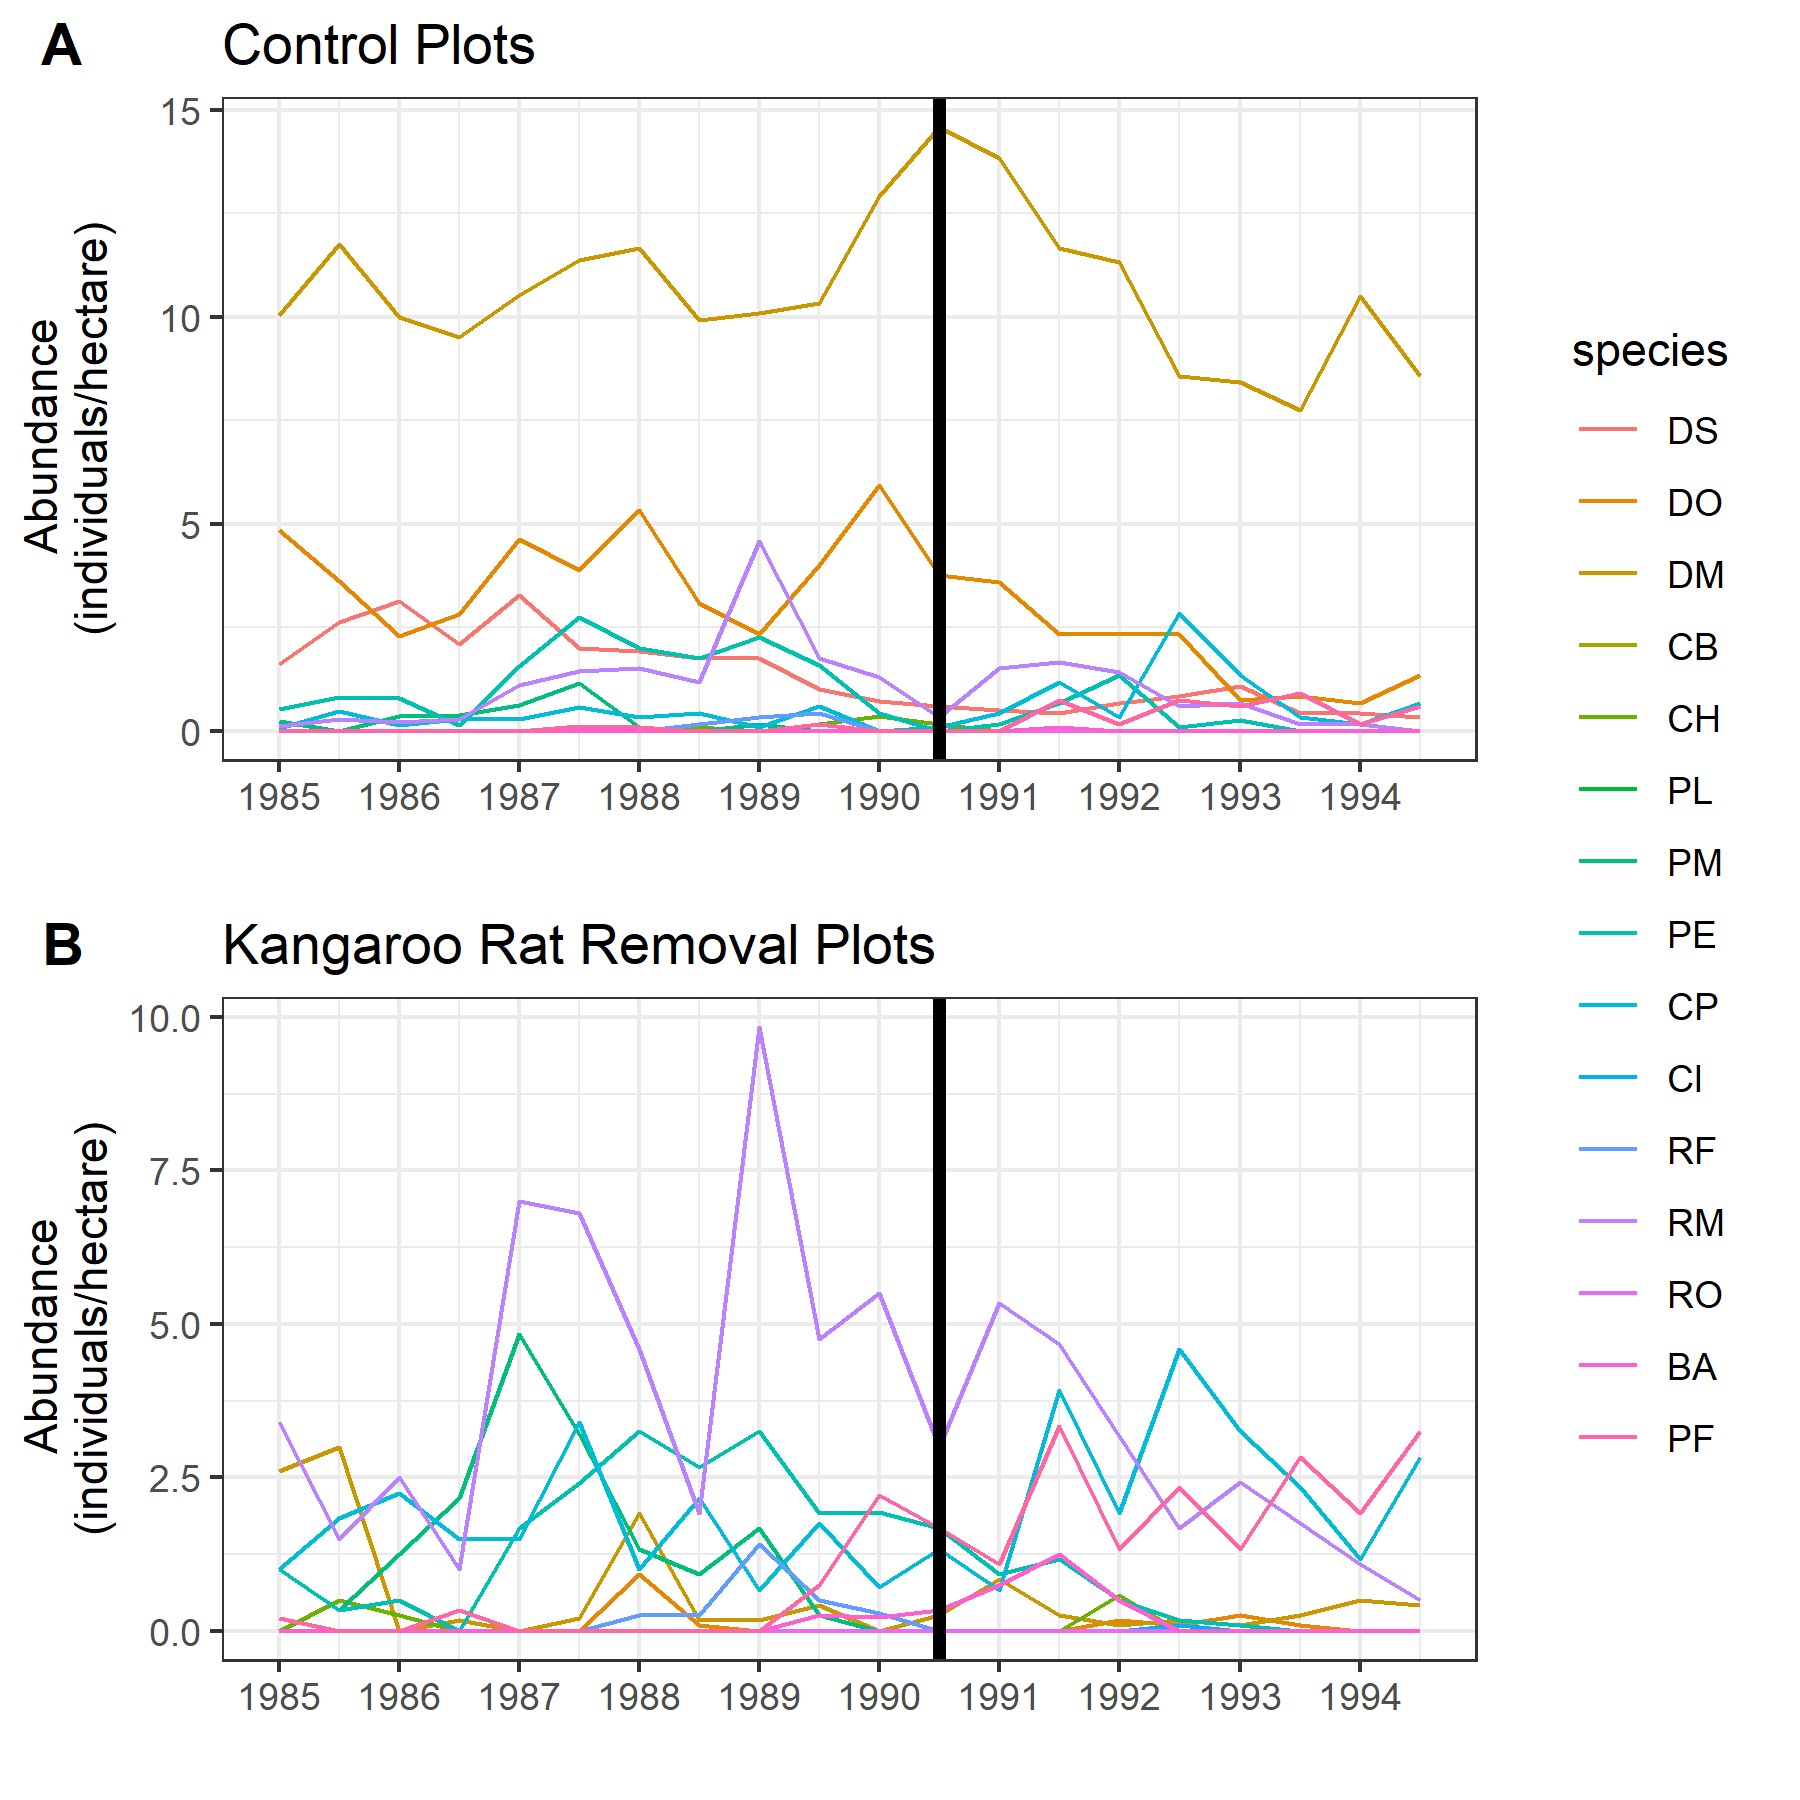 A
Control Plots
15
10
5
0
Abundance
(individuals/hectare)
1985 1986 1987 1988 1989 1990 1991 1992 1993 1994
species
DS
DO
DM
CB
CH
PL
PM
PE
CP
CI
RF
RM
RO
BA
PF
B
Kangaroo Rat Removal Plots
10.0
7.5
5.0
2.5
0.0
Abundance
(individuals/hectare)
1985 1986 1987 1988 1989 1990 1991 1992 1993 1994